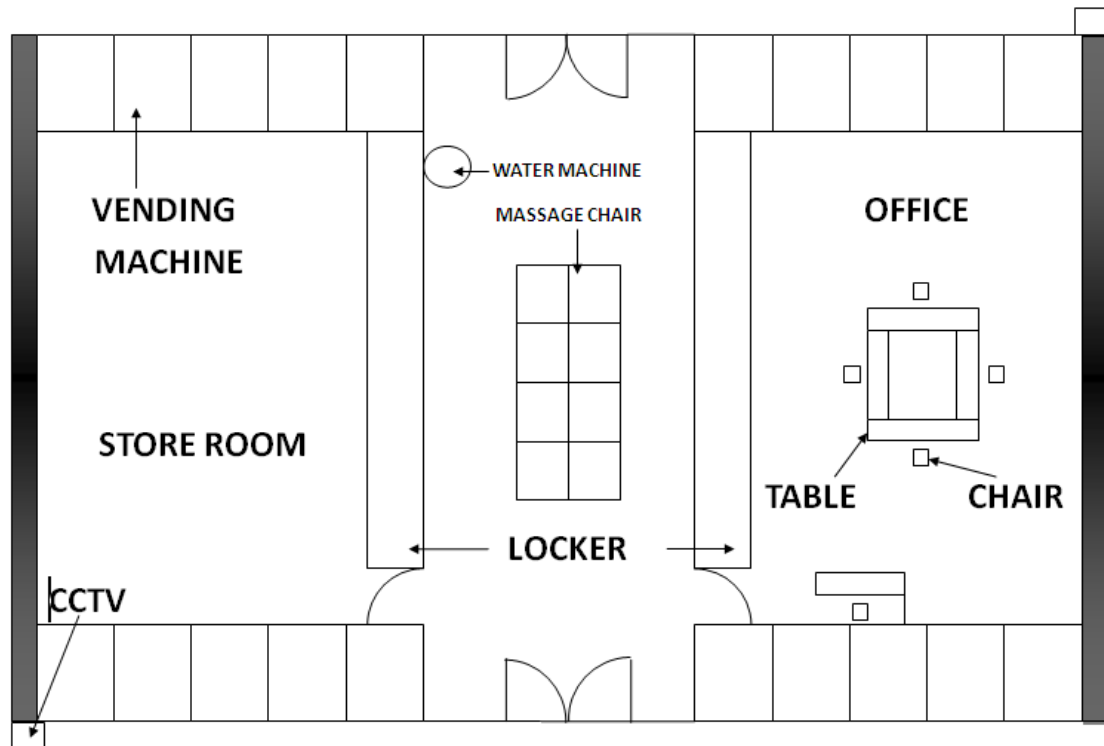 WATER MACHINE
MASSAGE CHAIR
VENDING
MACHINE
OFFICE
STORE ROOM
TABLE
CHAIR
LOCKER
CCTV